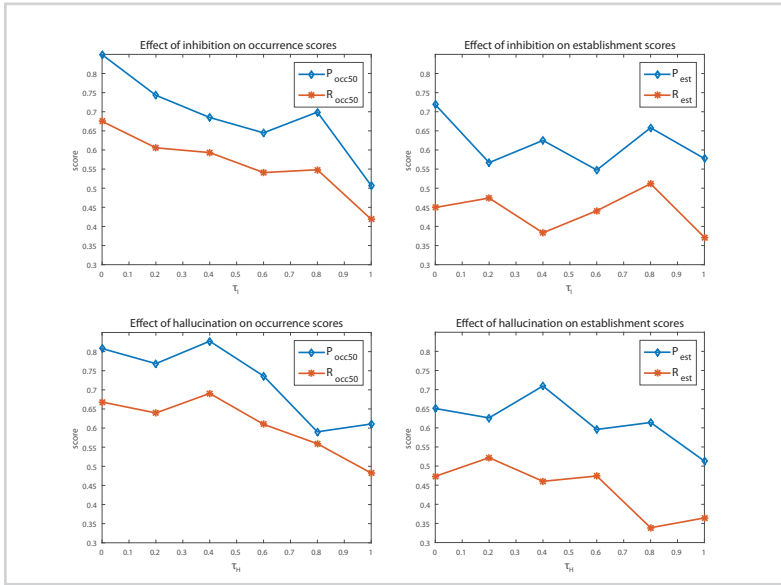 Effect of inhibition on occurrence scores
0.8
0.75
0.7
0.65
0.6
0.55
0.5
0.45
0.4
0.35
0.3
score
P occ50
R occ50
0 0.1 0.2 0.3 0.4 0.5 0.6 0.7 0.8 0.9 1
τI
Effect of inhibition on establishment scores
0.8
0.75
0.7
0.65
0.6
0.55
0.5
0.45
0.4
0.35
0.3
score
P est
R est
0 0.1 0.2 0.3 0.4 0.5 0.6 0.7 0.8 0.9 1
τI
Effect of hallucination on occurrence scores
0.8
0.75
0.7
0.65
0.6
0.55
0.5
0.45
0.4
0.35
0.3
score
P occ50
R occ50
0 0.1 0.2 0.3 0.4 0.5 0.6 0.7 0.8 0.9 1
τH
Effect of hallucination on establishment scores
0.8
0.75
0.7
0.65
0.6
0.55
0.5
0.45
0.4
0.35
0.3
score
P est
R est
0 0.1 0.2 0.3 0.4 0.5 0.6 0.7 0.8 0.9 1
τH